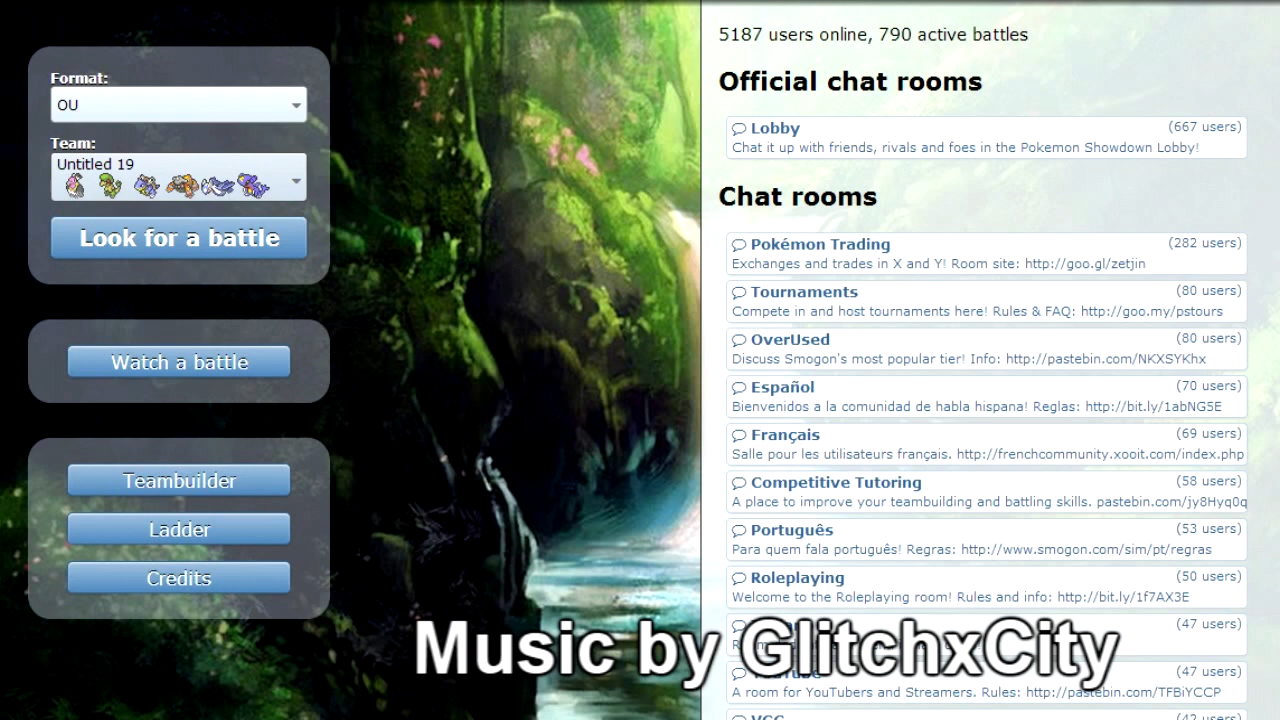 Format:
OU
Team:
Untitled 19
Look for a battle
Watch a battle
Teambuilder
Ladder
Credits
5187 users online, 790 active battles
Official chat rooms
Lobby (667 users)
Chat it up with friends, rivals and foes in the Pokemon Showdown Lobby!
Chat rooms
Pokémon Trading (282 users)
Exchanges and trades in X and Y! Room site: http://goo.gl/zetjin
Tournaments (80 users)
Compete in and host tournaments here! Rules & FAQ: http://goo.my/pstours
OverUsed (80 users)
Discuss Smogon's most popular tier! Info: http://pastebin.com/NKXSYKhx
Español (70 users)
Bienvenidos a la comunidad de habla hispana! Reglas: http://bit.ly/1abNG5E
Français (69 users)
Salle pour les utilisateurs français. http://frenchcommunity.xooit.com/index.php
Competitive Tutoring (58 users)
A place to improve your teambuilding and battling skills. pastebin.com/jy8Hyq0q
Português (53 users)
Para quem fala português! Regras: http://www.smogon.com/sim/pt/regras
Roleplaying (50 users)
Welcome to the Roleplaying room! Rules and info: http://bit.ly/1f7AX3E
(47 users)
Music by GlitchxCity
YouTube (47 users)
A room for YouTubers and Streamers. Rules: http://pastebin.com/TFBiYCCP
VGC (42 users)